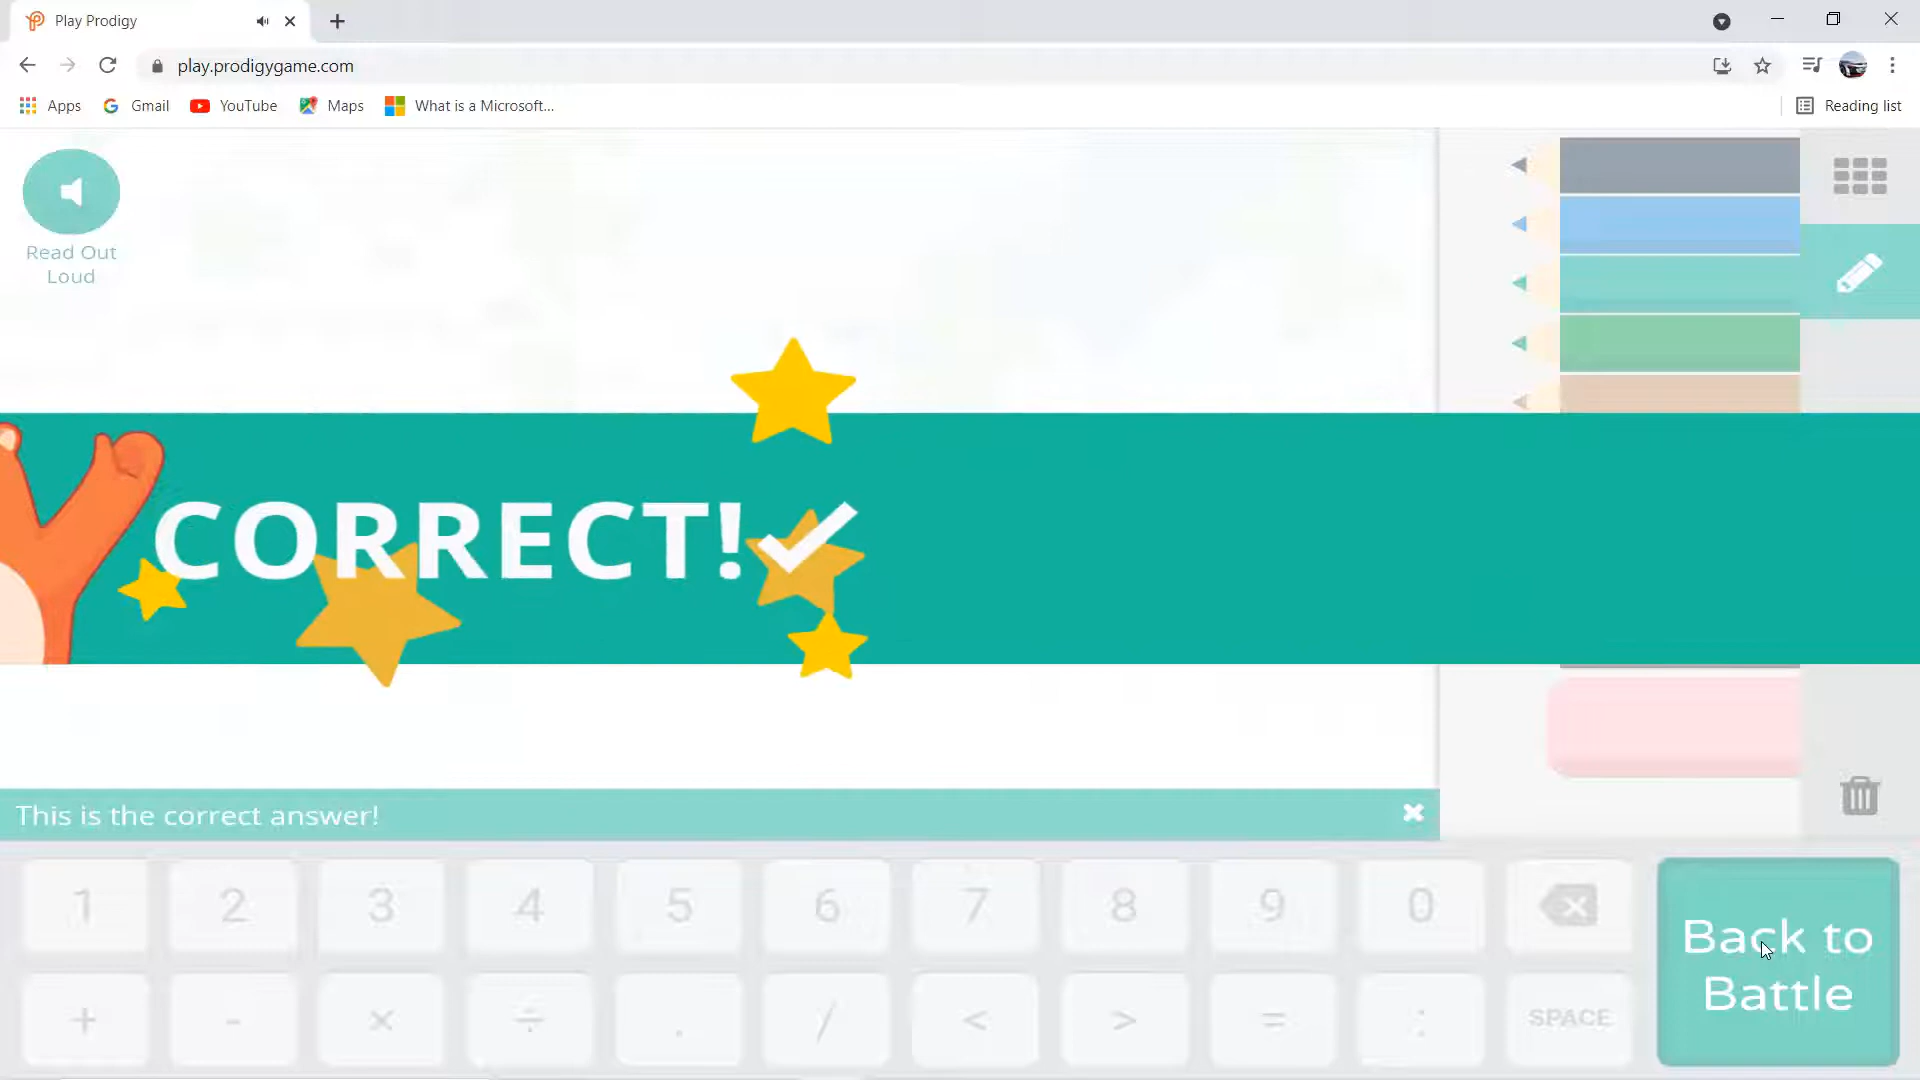 Play Prodigy
play.prodigygame.com
Apps Gmail YouTube Maps What is a Microsoft... Reading list
Read Out
Loud
CORRECT!
This is the correct answer!
1 2 3 4 5 6 7 8 9 0
+ - × ÷ . / < > = : SPACE
Back to
Battle